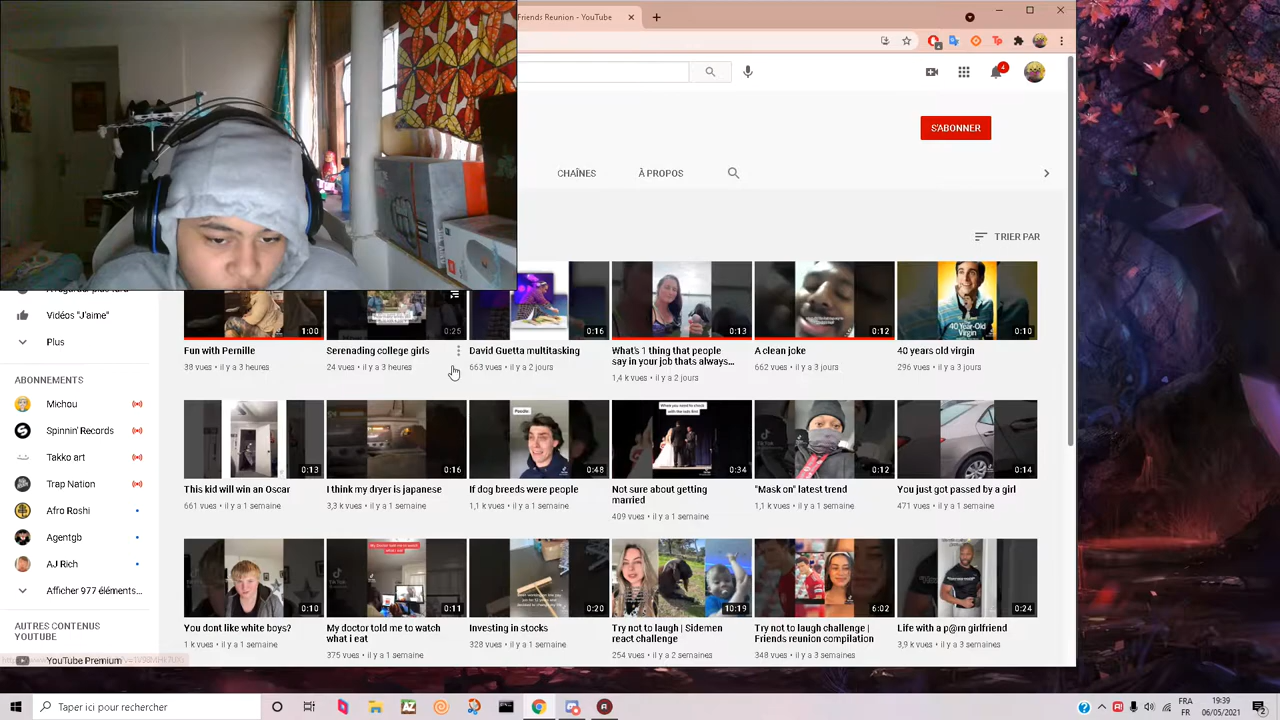 Friends Reunion - YouTube
4
S'ABONNER
CHAÎNES
À PROPOS
TRIER PAR
Vidéos "J'aime"
Plus
ABONNEMENTS
Michou
Spinnin' Records
Takko art
Trap Nation
Afro Roshi
Agentgb
AJ Rich
Afficher 977 éléments...
AUTRES CONTENUS
YOUTUBE
YouTube Premium
1:00
0:25
0:16
0:13
0:12
0:10
Fun with Pernille
38 vues • il y a 3 heures
Serenading college girls
24 vues • il y a 3 heures
David Guetta multitasking
663 vues • il y a 2 jours
What's 1 thing that people
say in your job thats always...
1,4 k vues • il y a 2 jours
A clean joke
662 vues • il y a 3 jours
40 YEAR-OLD
VIRGIN
40 years old virgin
296 vues • il y a 3 jours
0:13
0:16
0:48
0:34
0:12
0:14
This kid will win an Oscar
661 vues • il y a 1 semaine
I think my dryer is japanese
3,3 k vues • il y a 1 semaine
If dog breeds were people
1,1 k vues • il y a 1 semaine
Not sure about getting
married
409 vues • il y a 1 semaine
"Mask on" latest trend
1,1 k vues • il y a 1 semaine
You just got passed by a girl
471 vues • il y a 1 semaine
0:10
0:11
0:20
10:19
6:02
0:24
You dont like white boys?
1 k vues • il y a 1 semaine
My doctor told me to watch
what i eat
375 vues • il y a 1 semaine
Investing in stocks
328 vues • il y a 1 semaine
Try not to laugh | Sidemen
react challenge
254 vues • il y a 2 semaines
Try not to laugh challenge |
Friends reunion compilation
348 vues • il y a 3 semaines
Life with a p@rn girlfriend
3,9 k vues • il y a 3 semaines
Taper ici pour rechercher
FRA
FR
19:39
06/05/2021
2